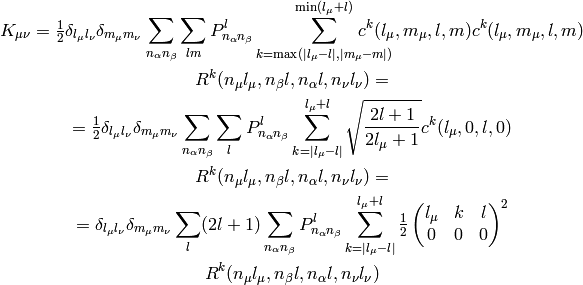 K_{\mu\nu} = \frac{1}{2}\delta_{l_\mu l_\nu}\delta_{m_\mu m_\nu} \sum_{n_\alpha n_\beta} \sum_{lm} P^l_{n_\alpha n_\beta} \sum_{k=\max(|l_\mu-l|,|m_\mu-m|)}^{\min(l_\mu+l)} c^k(l_\mu, m_\mu, l, m) c^k(l_\mu, m_\mu, l, m)
R^k(n_\mu l_\mu, n_\beta l, n_\alpha l, n_\nu l_\nu) =
= \frac{1}{2}\delta_{l_\mu l_\nu}\delta_{m_\mu m_\nu} \sum_{n_\alpha n_\beta} \sum_{l} P^l_{n_\alpha n_\beta} \sum_{k=|l_\mu-l|}^{l_\mu+l} \sqrt{\frac{2l+1}{2l_\mu+1}} c^k(l_\mu, 0, l, 0)
R^k(n_\mu l_\mu, n_\beta l, n_\alpha l, n_\nu l_\nu) =
= \delta_{l_\mu l_\nu}\delta_{m_\mu m_\nu} \sum_{l} (2l+1) \sum_{n_\alpha n_\beta} P^l_{n_\alpha n_\beta} \sum_{k=|l_\mu-l|}^{l_\mu+l} \frac{1}{2} \begin{pmatrix} l_\mu & k & l \\ 0 & 0 & 0 \end{pmatrix}^2
R^k(n_\mu l_\mu, n_\beta l, n_\alpha l, n_\nu l_\nu)